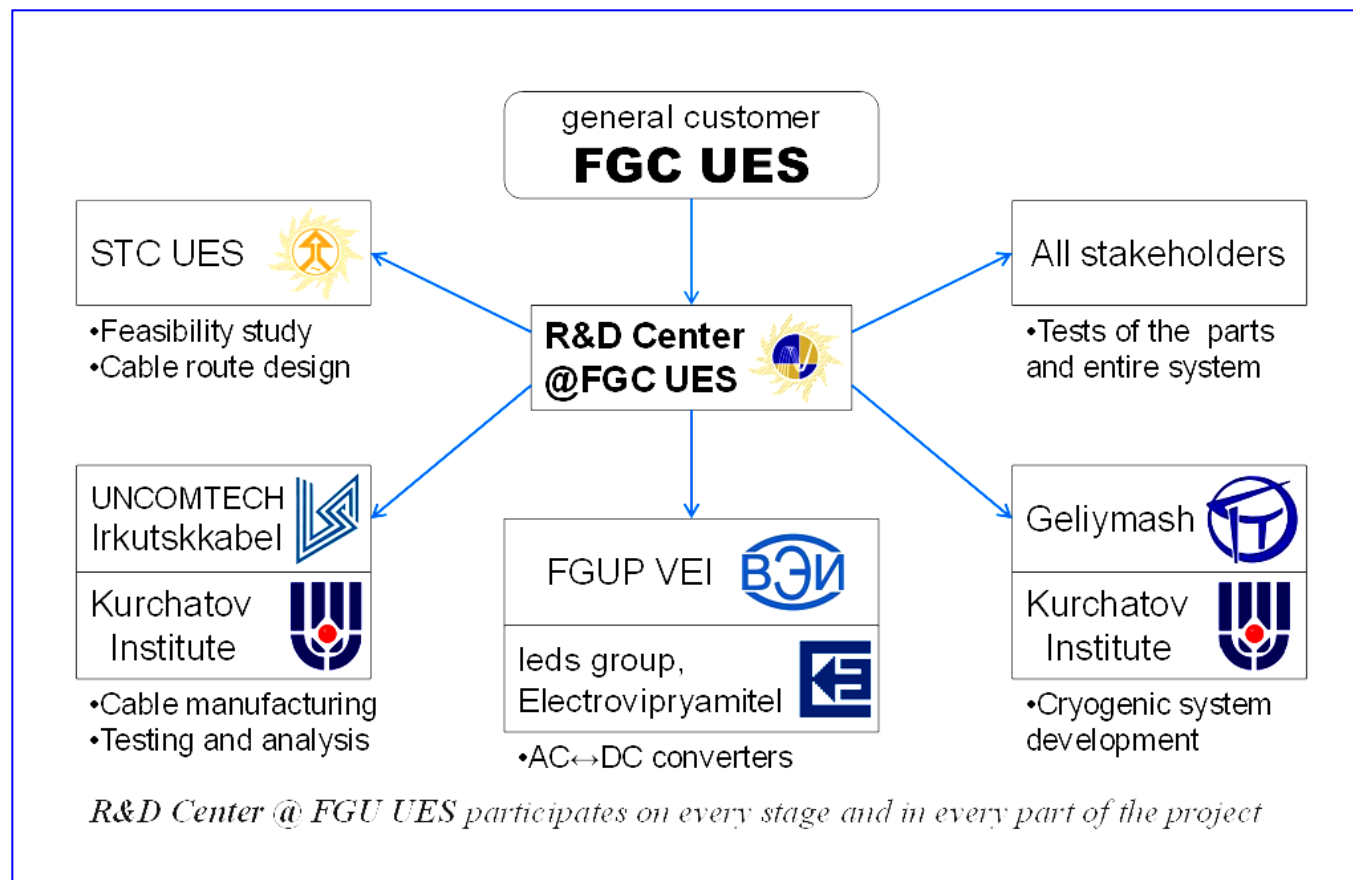 general customer
FGC UES
STC UES
•Feasibility study
•Cable route design
All stakeholders
•Tests of the parts
and entire system
R&D Center
@FGC UES
UNCOMTECH
Irkutskkabel
Kurchatov
Institute
•Cable manufacturing
•Testing and analysis
FGUP VEI
ВЭИ
leds group,
Electrovipryamitel
•AC↔DC converters
Geliymash
Kurchatov
Institute
•Cryogenic system
development
R&D Center @ FGU UES participates on every stage and in every part of the project